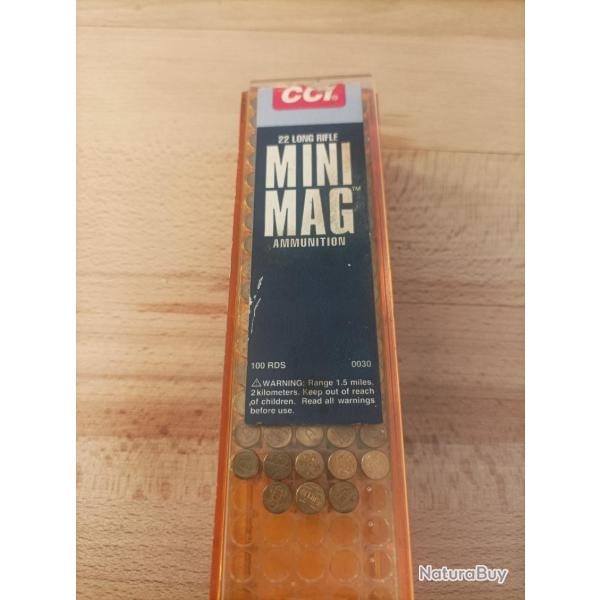 CCI®
22 LONG RIFLE
MINI
MAG™
AMMUNITION
100 RDS 0030
⚠WARNING: Range 1.5 miles,
2 kilometers. Keep out of reach
of children. Read all warnings
before use.
NaturaBuy